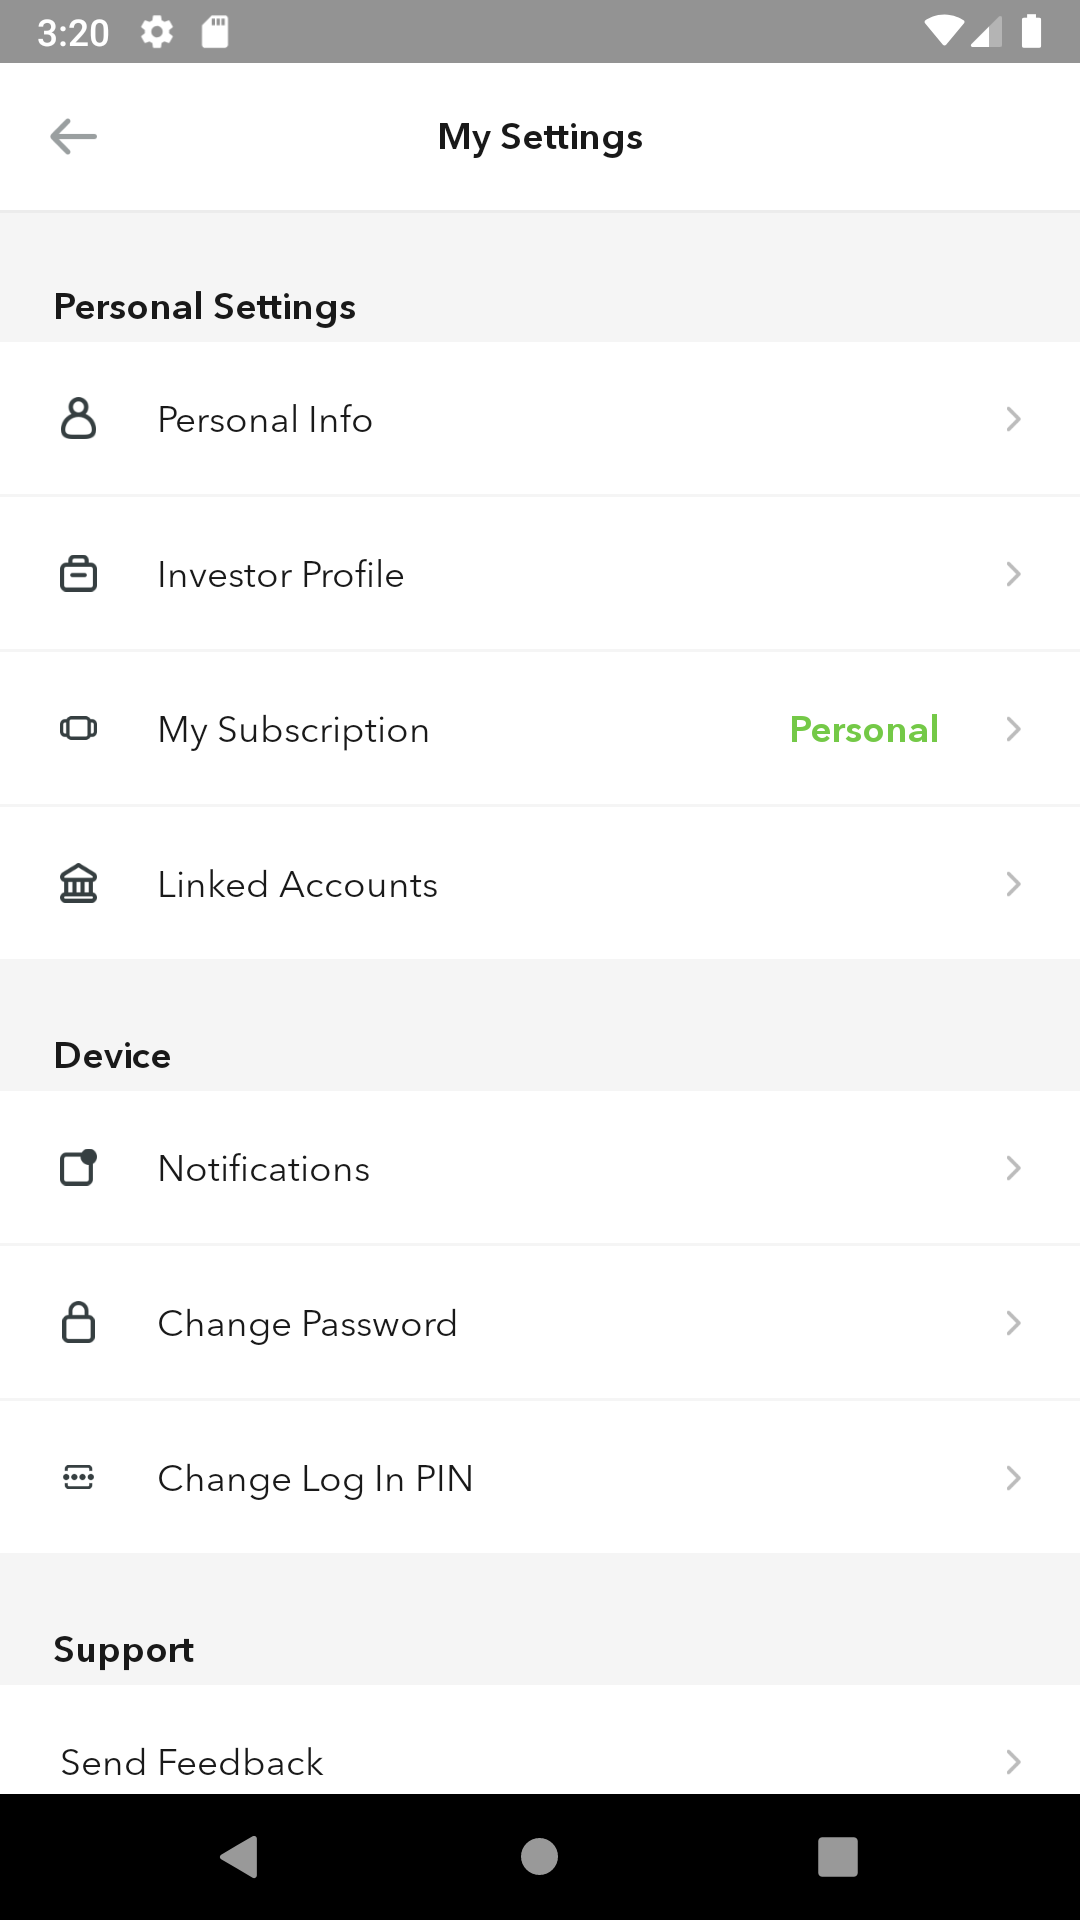 3:20
My Settings
Personal Settings
Personal Info
Investor Profile
My Subscription Personal
Linked Accounts
Device
Notifications
Change Password
Change Log In PIN
Support
Send Feedback